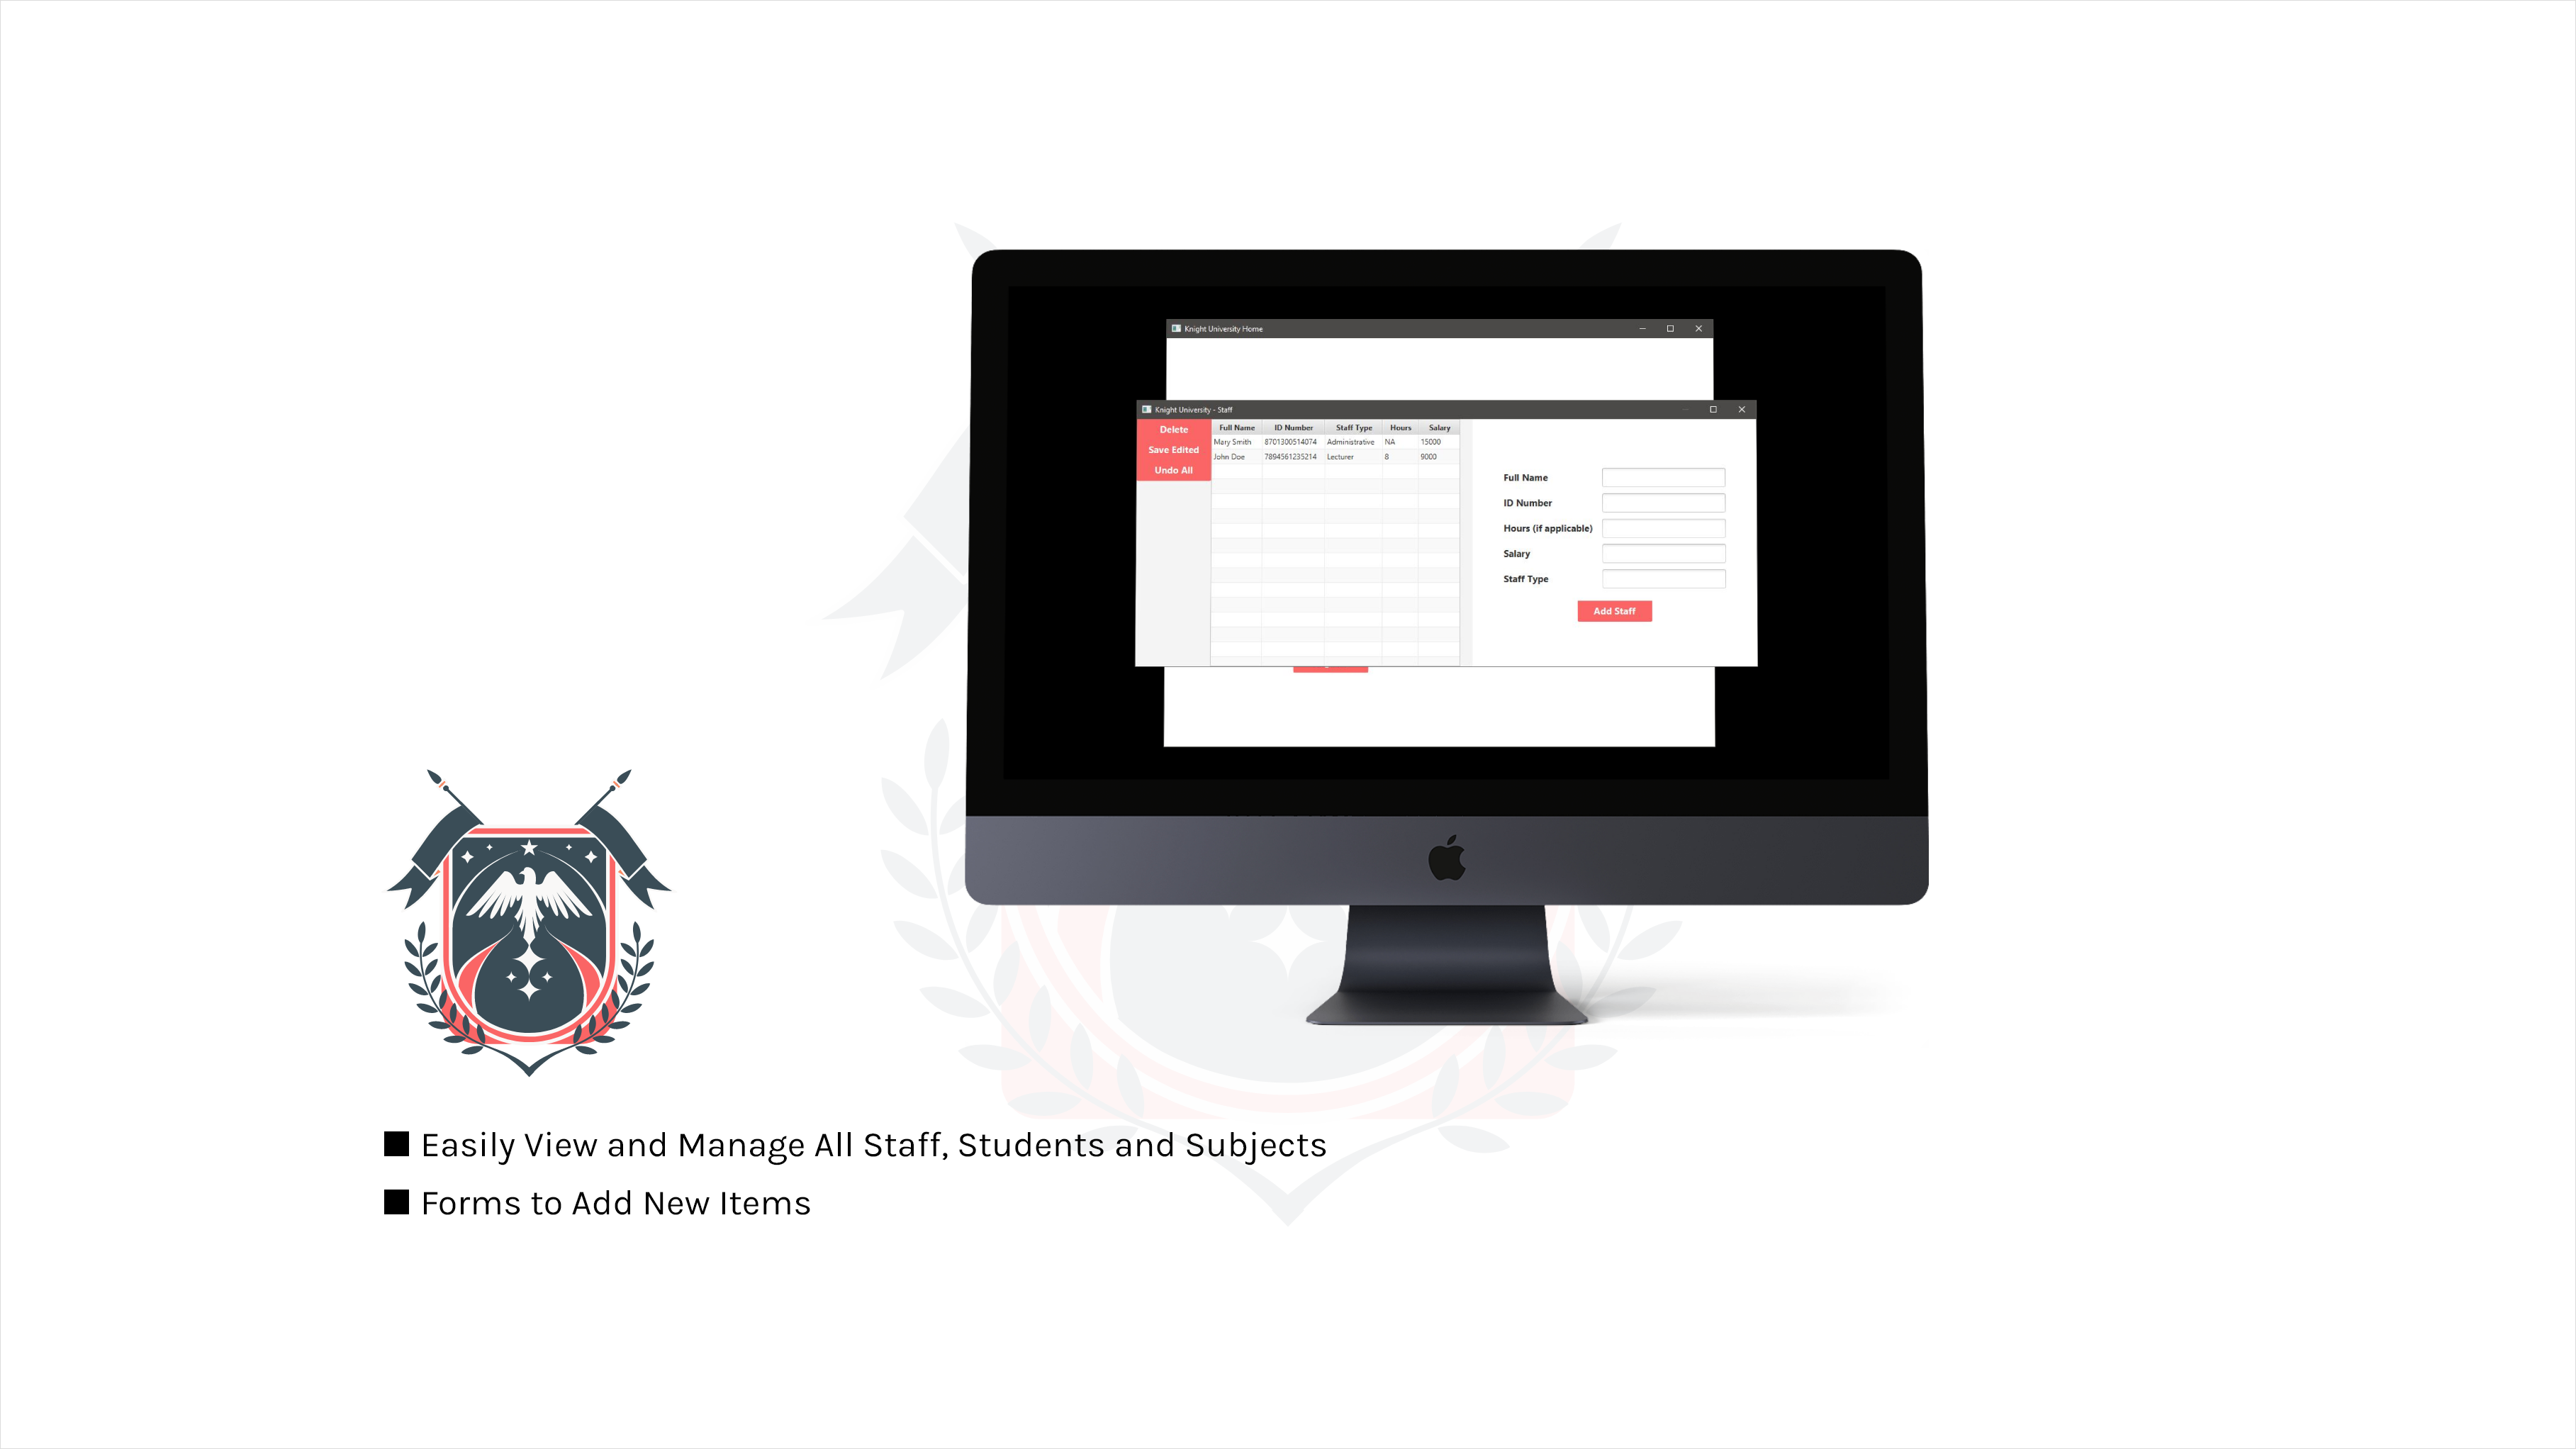 Knight University Home
Knight University - Staff
Delete
Save Edited
Undo All
Full Name ID Number Staff Type Hours Salary
Mary Smith 8701300514074 Administrative NA 15000
John Doe 7894561235214 Lecturer 8 9000
Full Name
ID Number
Hours (if applicable)
Salary
Staff Type
Add Staff
Easily View and Manage All Staff, Students and Subjects
Forms to Add New Items